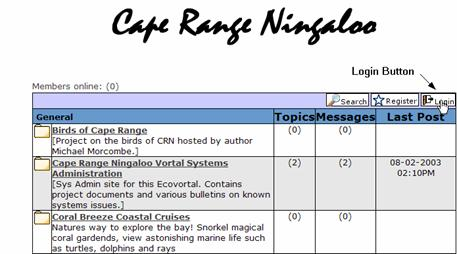 Cape Range Ningaloo
Login Button
Members online: (0)
Search Register Login
General Topics Messages Last Post
Birds of Cape Range (0) (0)
[Project on the birds of CRN hosted by author
Michael Morcombe.]
Cape Range Ningaloo Vortal Systems (2) (2) 08-02-2003
Administration 02:10PM
[Sys Admin site for this Ecovortal. Contains
project documents and various bulletins on known
systems issues.]
Coral Breeze Coastal Cruises (0) (0)
Natures way to explore the bay! Snorkel magical
coral gardends, view astonishing marine life such
as turtles, dolphins and rays